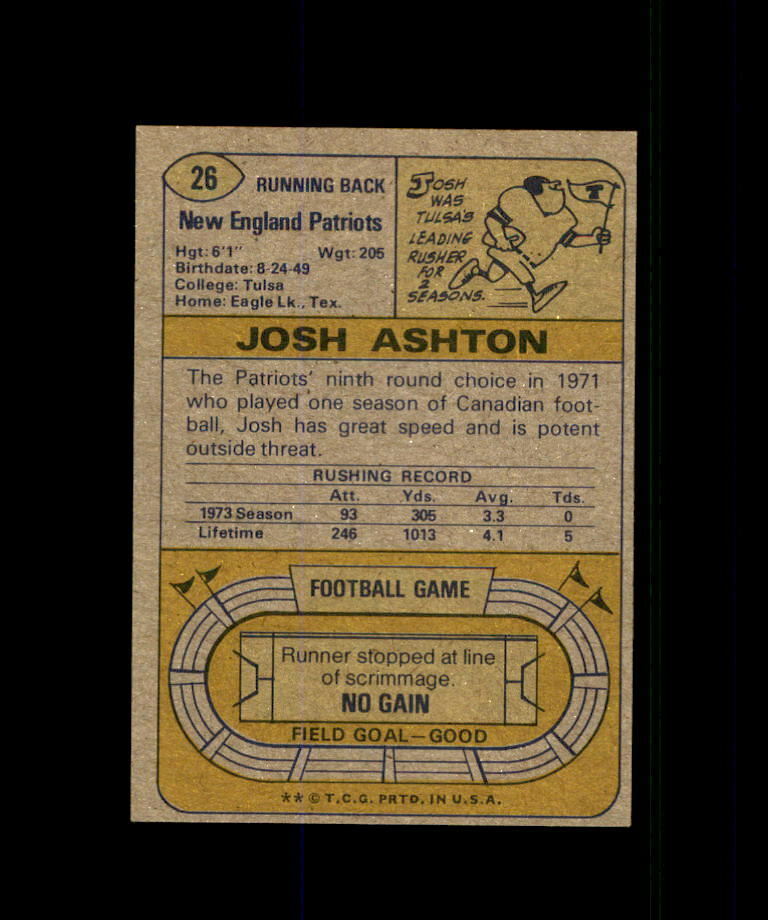 26
RUNNING BACK
New England Patriots
Hgt: 6'1" Wgt: 205
Birthdate: 8-24-49
College: Tulsa
Home: Eagle Lk., Tex.
JOSH
WAS
TULSA'S
LEADING
RUSHER
FOR
2
SEASONS.
T
JOSH ASHTON
The Patriots' ninth round choice in 1971
who played one season of Canadian foot-
ball, Josh has great speed and is potent
outside threat.
RUSHING RECORD
Att. Yds. Avg. Tds.
1973 Season 93 305 3.3 0
Lifetime 246 1013 4.1 5
FOOTBALL GAME
Runner stopped at line
of scrimmage.
NO GAIN
FIELD GOAL—GOOD
** © T.C.G. PRTD. IN U.S.A.